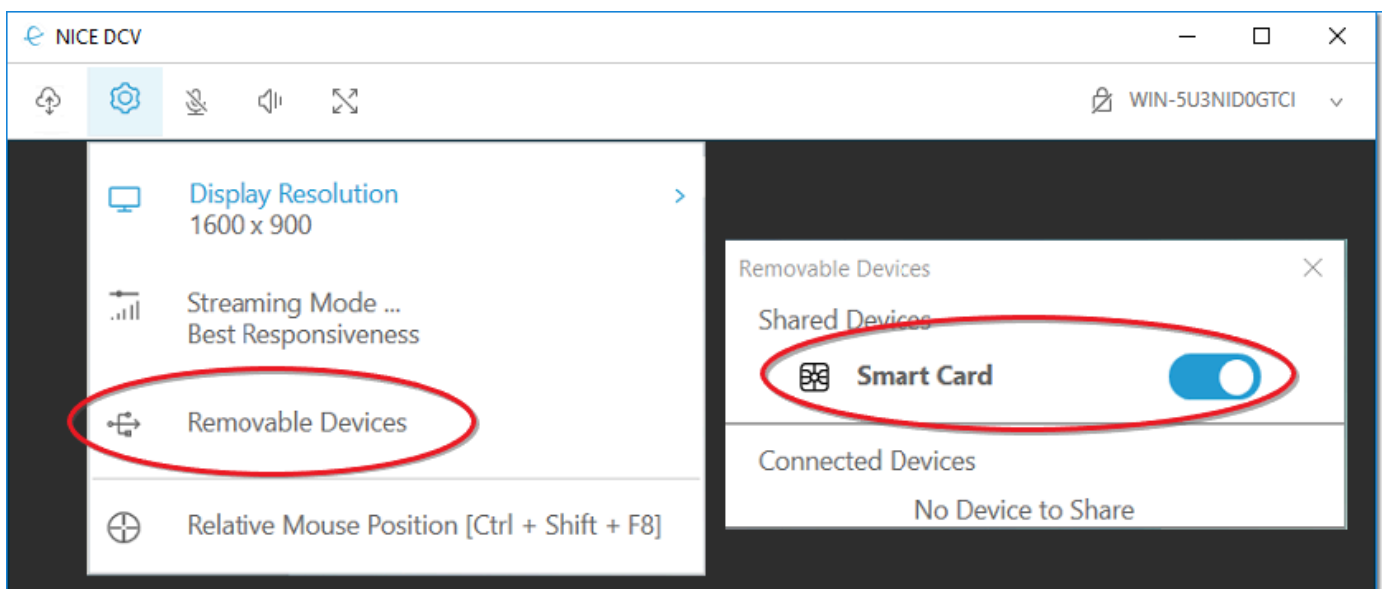 NICE DCV
WIN-5U3NID0GTCI
Display Resolution
1600 x 900
Streaming Mode ...
Best Responsiveness
Removable Devices
Relative Mouse Position [Ctrl + Shift + F8]
Removable Devices
Shared Devices
Smart Card
Connected Devices
No Device to Share